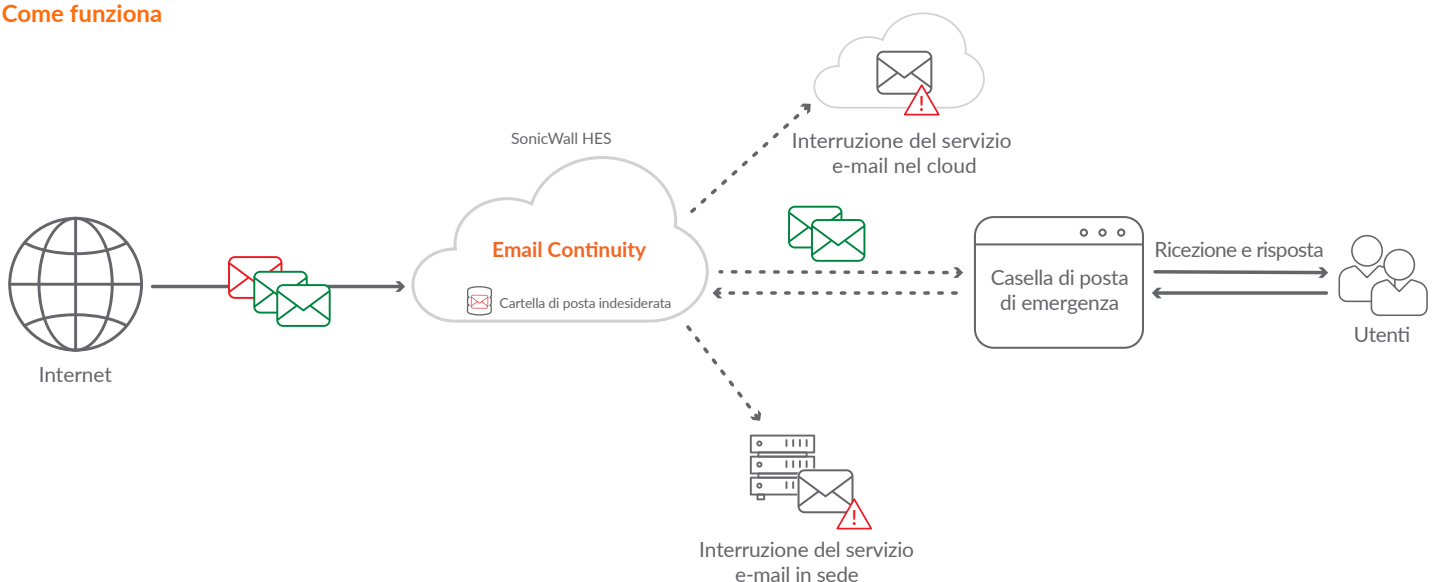 Come funziona
Interruzione del servizio
e-mail nel cloud
SonicWall HES
Email Continuity
Cartella di posta indesiderata
Internet
Casella di posta
di emergenza
Ricezione e risposta
Utenti
Interruzione del servizio
e-mail in sede